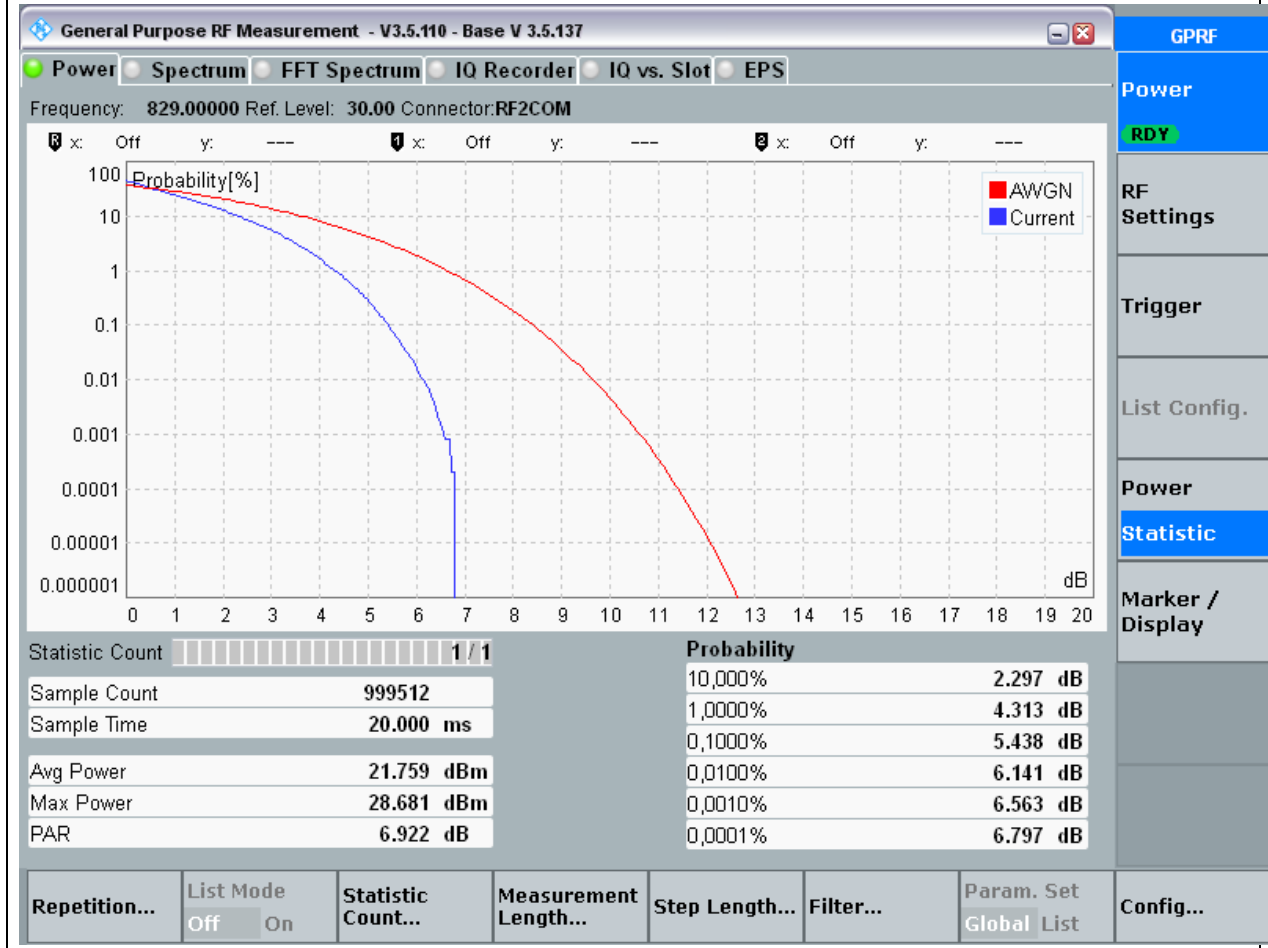 General Purpose RF Measurement - V3.5.110 - Base V 3.5.137
GPRF
Power Spectrum FFT Spectrum IQ Recorder IQ vs. Slot EPS
Frequency: 829.00000 Ref. Level: 30.00 Connector:RF2COM
R x: Off y: --- 1 x: Off y: --- 2 x: Off y: ---
Probability[%]
AWGN
Current
100
10
1
0.1
0.01
0.001
0.0001
0.00001
0.000001
dB
0 1 2 3 4 5 6 7 8 9 10 11 12 13 14 15 16 17 18 19 20
Statistic Count 1 / 1
Sample Count 999512
Sample Time 20.000 ms
Avg Power 21.759 dBm
Max Power 28.681 dBm
PAR 6.922 dB
Probability
10,000% 2.297 dB
1,0000% 4.313 dB
0,1000% 5.438 dB
0,0100% 6.141 dB
0,0010% 6.563 dB
0,0001% 6.797 dB
Power
RDY
RF
Settings
Trigger
List Config.
Power
Statistic
Marker /
Display
Repetition...
List Mode
Off On
Statistic
Count...
Measurement
Length...
Step Length...
Filter...
Param. Set
Global List
Config...